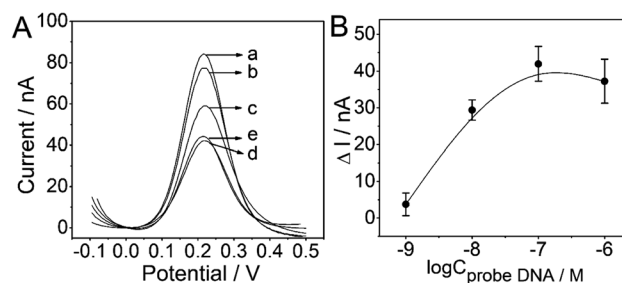 A
100
80
60
40
20
0
Current / nA
a
b
c
e
d
-0.1 0.0 0.1 0.2 0.3 0.4 0.5
Potential / V
B
50
40
30
20
10
0
Δ I / nA
-9 -8 -7 -6
logC probe DNA / M